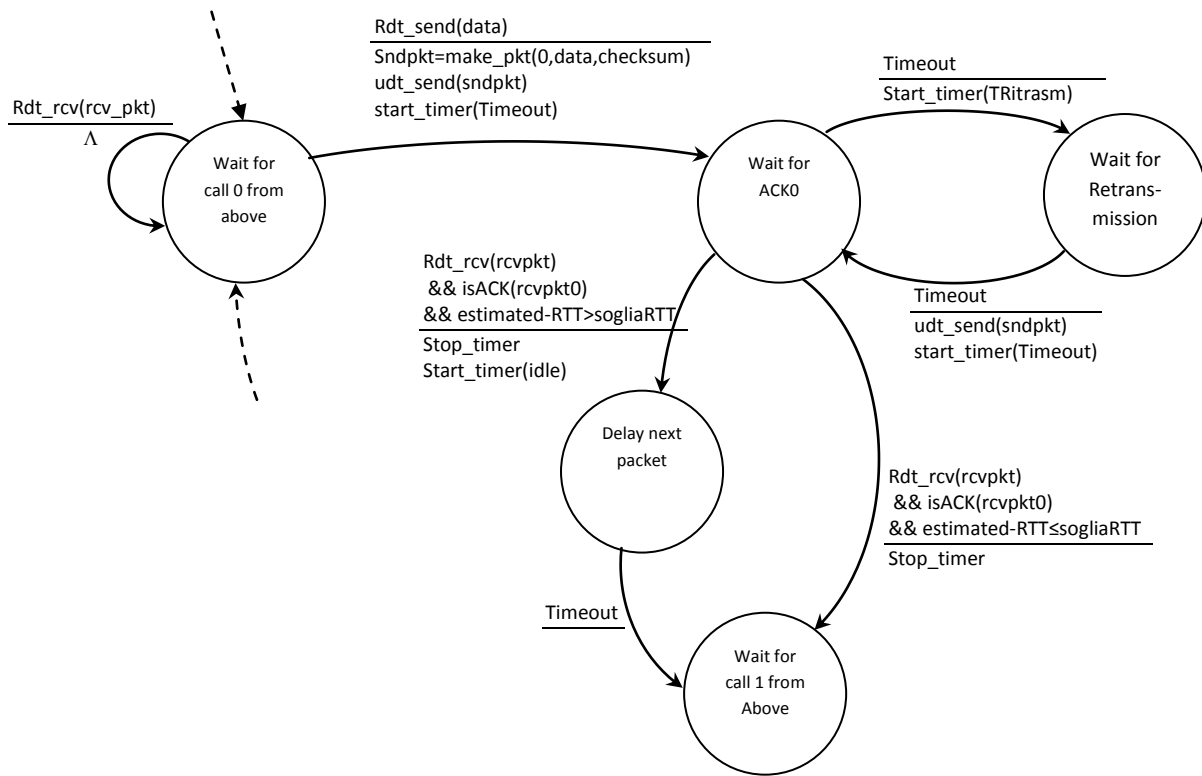 Rdt_send(data)
Sndpkt=make_pkt(0,data,checksum)
udt_send(sndpkt)
start_timer(Timeout)
Timeout
Start_timer(TRitrasm)
Rdt_rcv(rcv_pkt)
Λ
Wait for
call 0 from
above
Wait for
ACK0
Wait for
Retrans-
mission
Rdt_rcv(rcvpkt)
&& isACK(rcvpkt0)
&& estimated-RTT>sogliaRTT
Stop_timer
Start_timer(idle)
Timeout
udt_send(sndpkt)
start_timer(Timeout)
Delay next
packet
Rdt_rcv(rcvpkt)
&& isACK(rcvpkt0)
&& estimated-RTT≤sogliaRTT
Stop_timer
Timeout
Wait for
call 1 from
Above